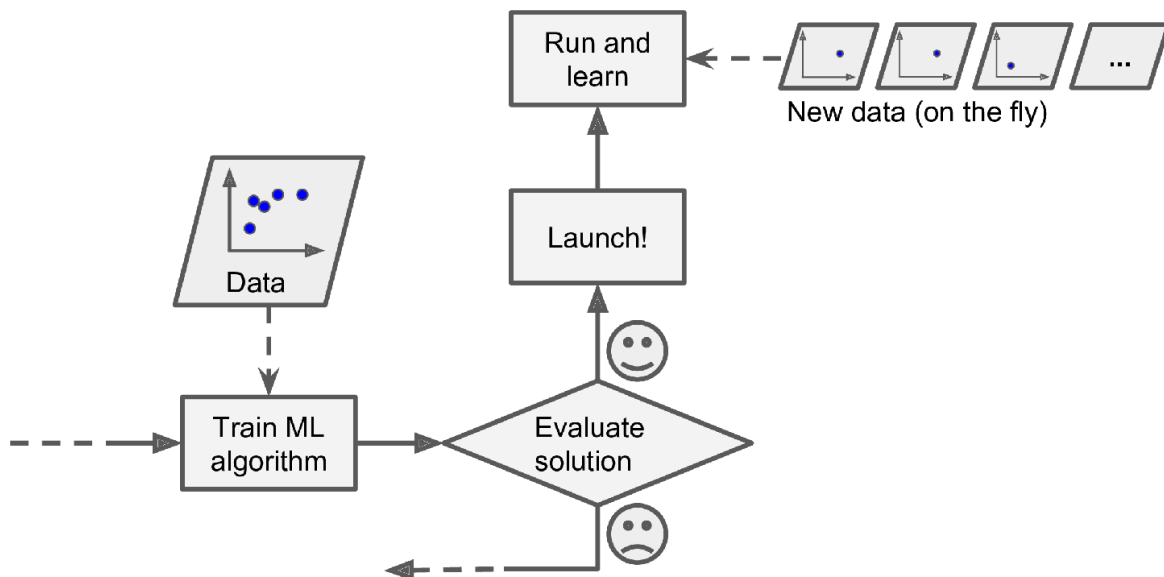 Run and
learn
...
New data (on the fly)
Launch!
Data
Train ML
algorithm
Evaluate
solution